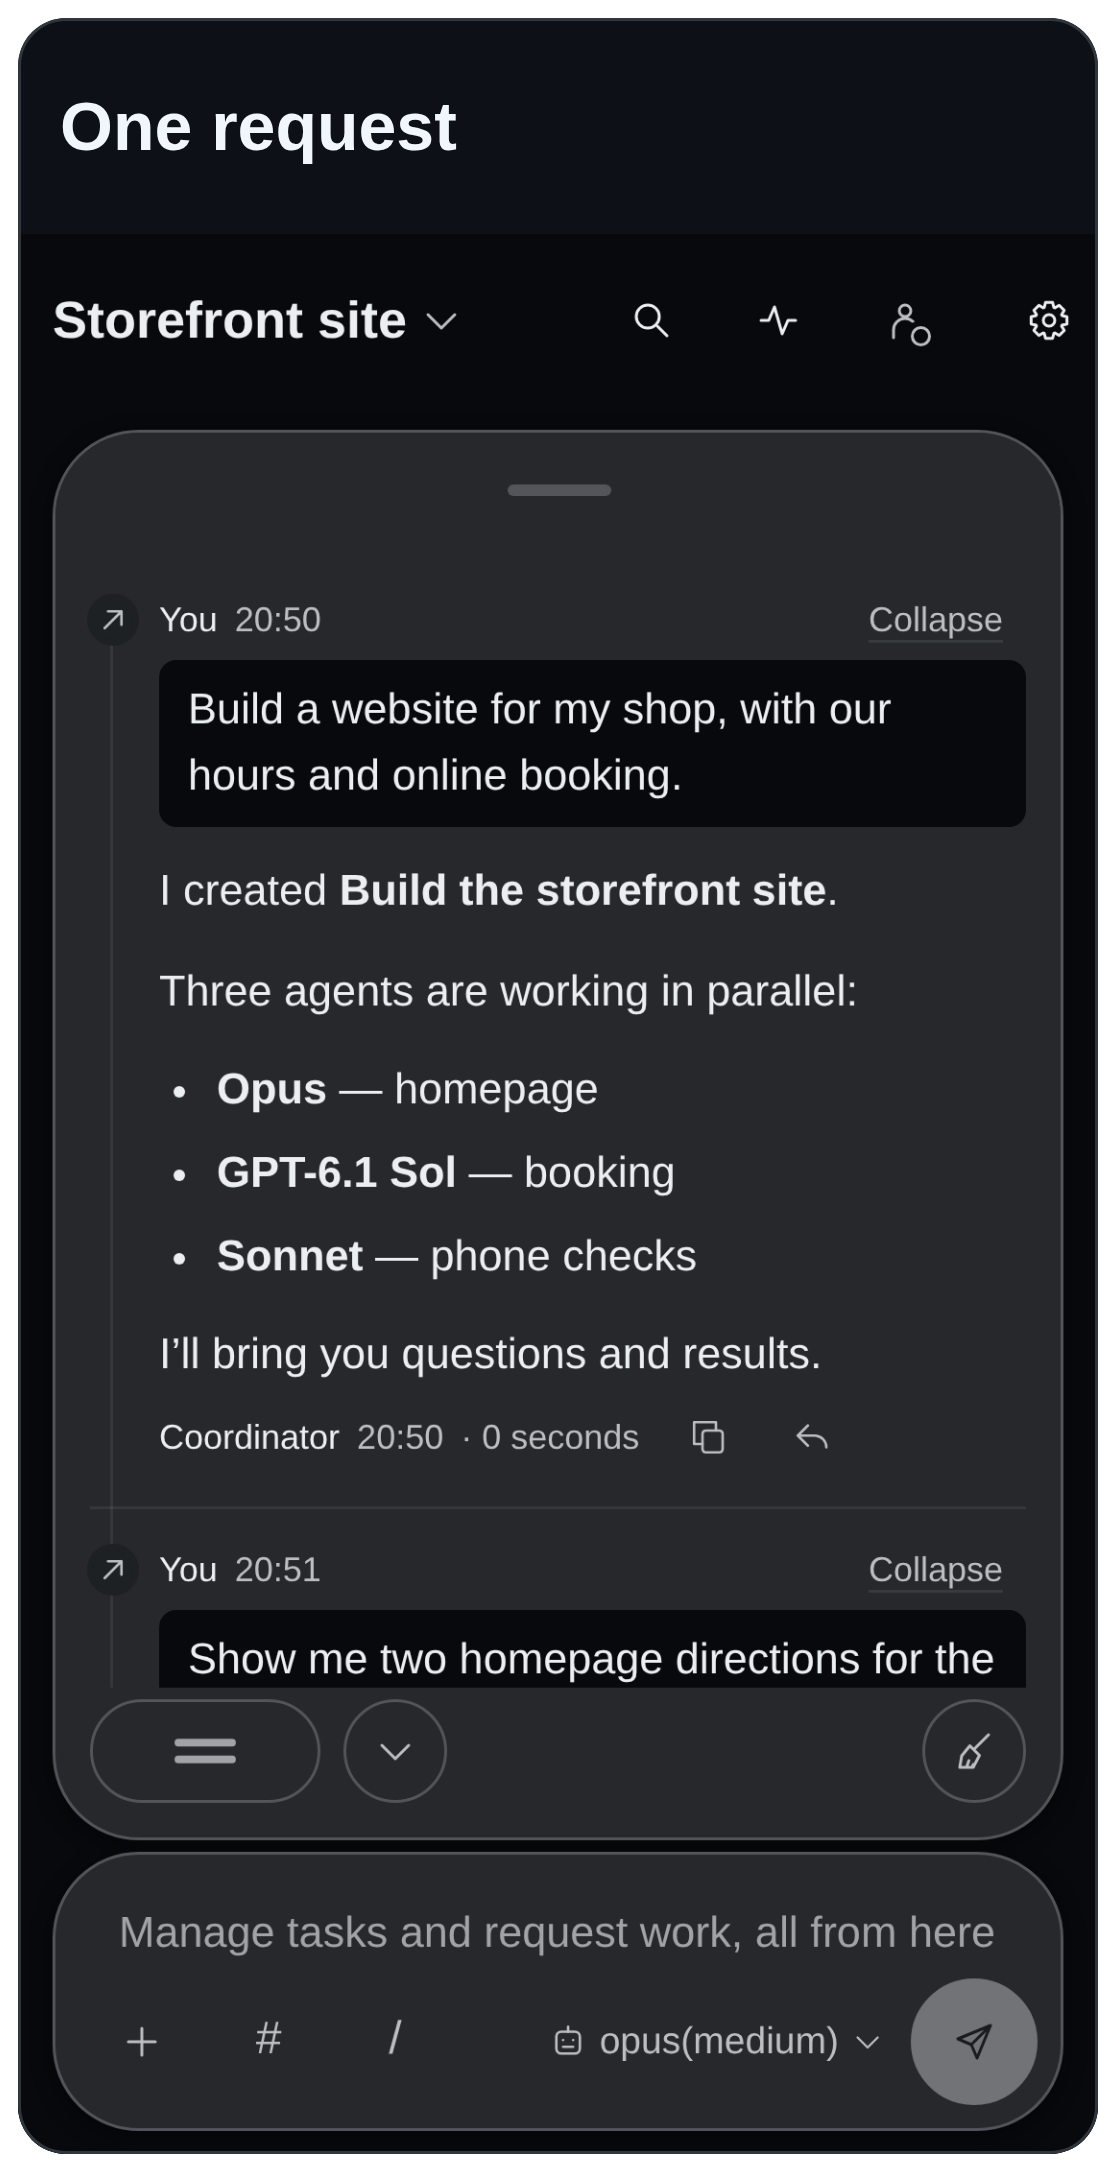 One request
Storefront site
You 20:50 Collapse
Build a website for my shop, with our
hours and online booking.
I created Build the storefront site.
Three agents are working in parallel:
• Opus — homepage
• GPT-6.1 Sol — booking
• Sonnet — phone checks
I’ll bring you questions and results.
Coordinator 20:50 · 0 seconds
You 20:51 Collapse
Show me two homepage directions for the
Manage tasks and request work, all from here
# / opus(medium)